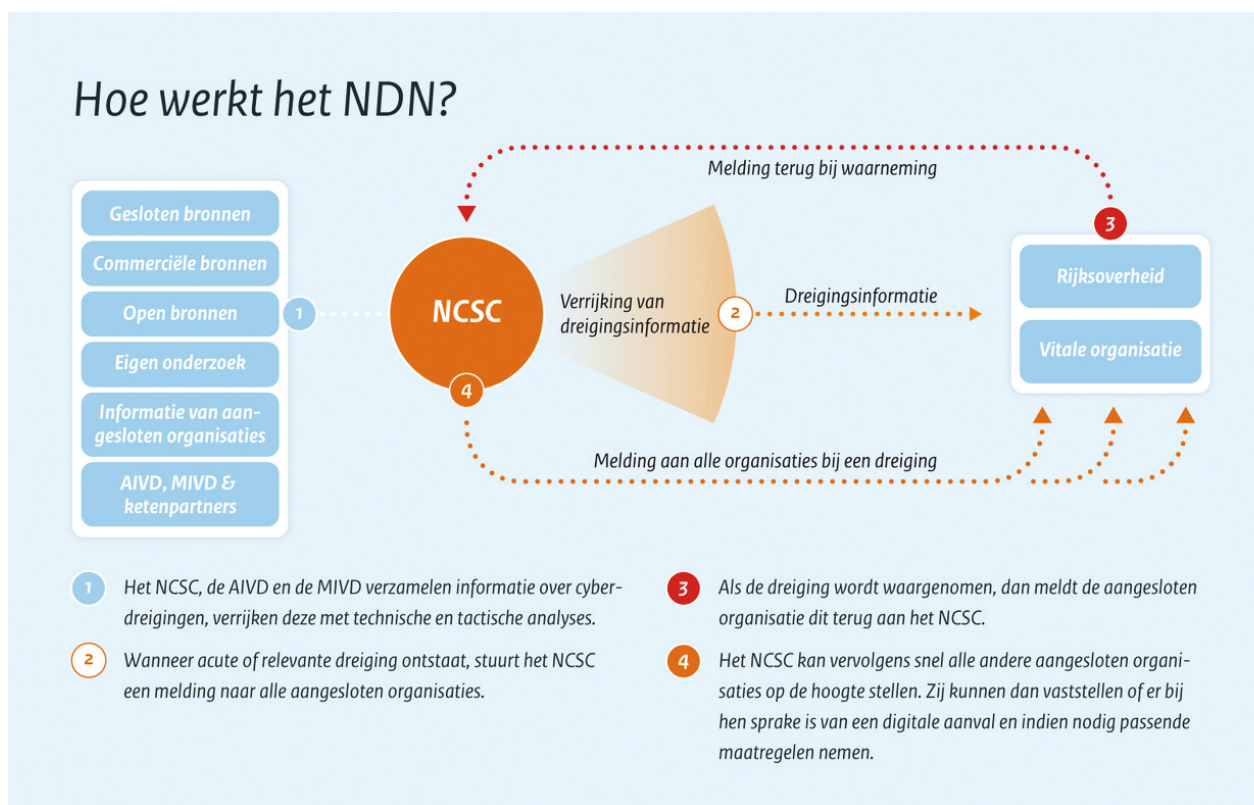 Hoe werkt het NDN?
Melding terug bij waarneming
Gesloten bronnen
Commerciële bronnen
Open bronnen
Eigen onderzoek
Informatie van aan-
gesloten organisaties
AIVD, MIVD &
ketenpartners
1
NCSC
4
Verrijking van
dreigingsinformatie
2
Dreigingsinformatie
3
Rijksoverheid
Vitale organisatie
Melding aan alle organisaties bij een dreiging
1
Het NCSC, de AIVD en de MIVD verzamelen informatie over cyber-
dreigingen, verrijken deze met technische en tactische analyses.
2
Wanneer acute of relevante dreiging ontstaat, stuurt het NCSC
een melding naar alle aangesloten organisaties.
3
Als de dreiging wordt waargenomen, dan meldt de aangesloten
organisatie dit terug aan het NCSC.
4
Het NCSC kan vervolgens snel alle andere aangesloten organi-
saties op de hoogte stellen. Zij kunnen dan vaststellen of er bij
hen sprake is van een digitale aanval en indien nodig passende
maatregelen nemen.